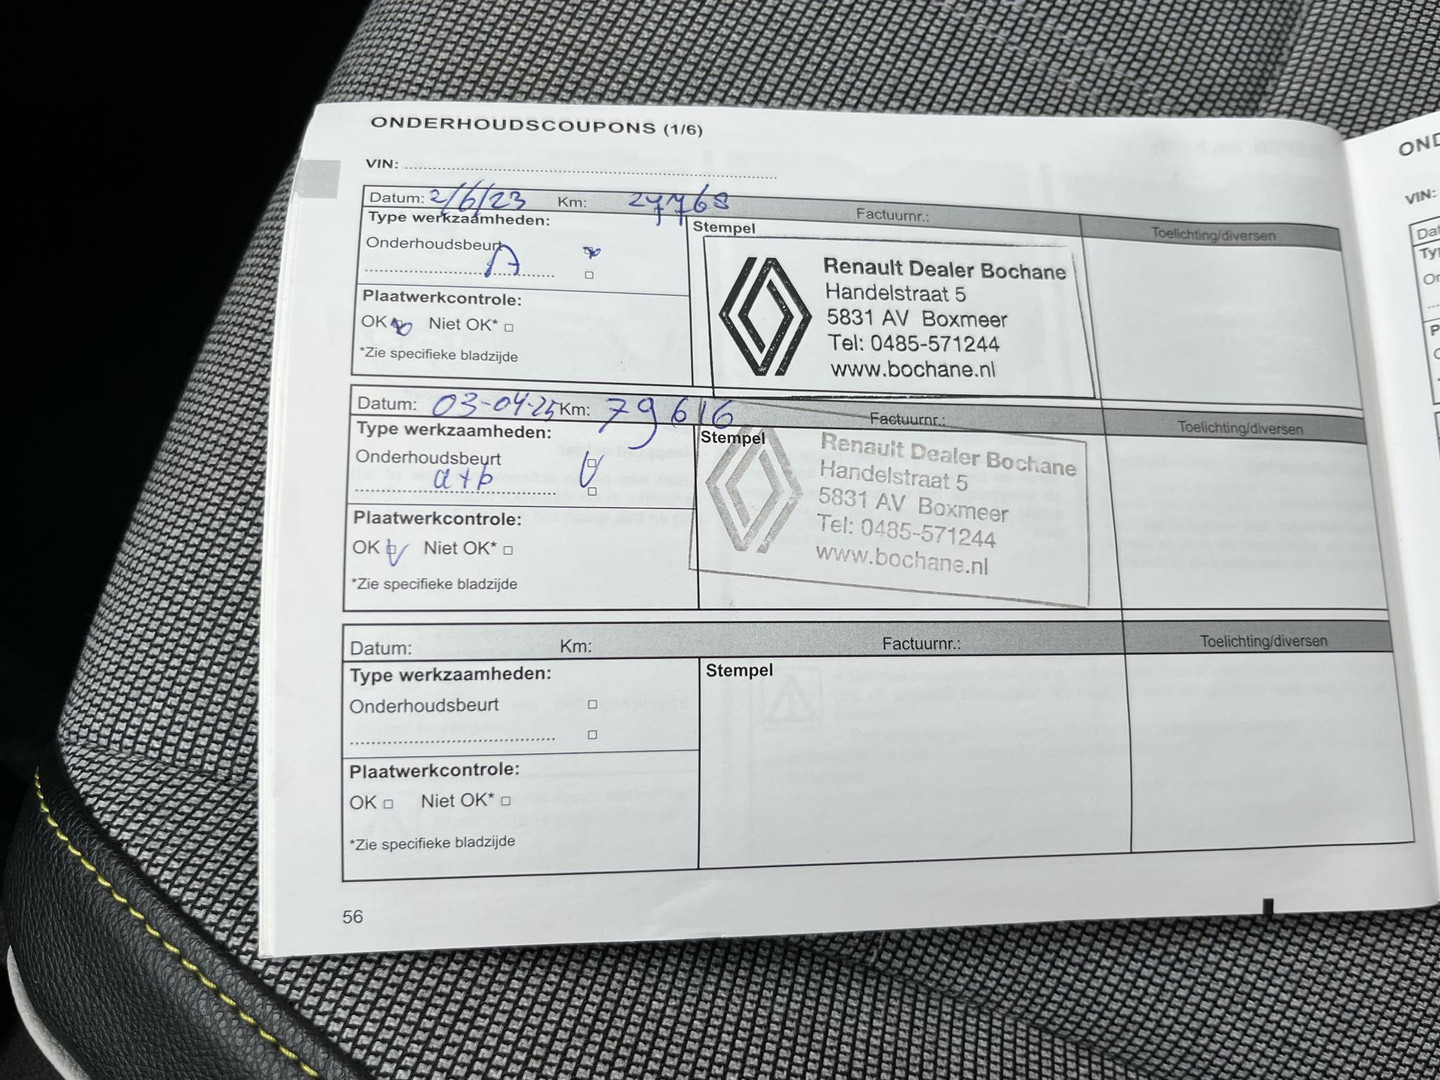 ONDERHOUDSCOUPONS (1/6)
VIN:
Datum: 2/6/23 Km: 27768 Factuurnr.: Toelichting/diversen
Type werkzaamheden: Stempel
Onderhoudsbeurt
A
Plaatwerkcontrole:
OK Niet OK*
*Zie specifieke bladzijde
Renault Dealer Bochane
Handelstraat 5
5831 AV Boxmeer
Tel: 0485-571244
www.bochane.nl
Datum: 03-04-25 Km: 79616 Factuurnr.: Toelichting/diversen
Type werkzaamheden: Stempel
Onderhoudsbeurt
a+b
Plaatwerkcontrole:
OK Niet OK*
*Zie specifieke bladzijde
Renault Dealer Bochane
Handelstraat 5
5831 AV Boxmeer
Tel: 0485-571244
www.bochane.nl
Datum: Km: Factuurnr.: Toelichting/diversen
Type werkzaamheden: Stempel
Onderhoudsbeurt
Plaatwerkcontrole:
OK Niet OK*
*Zie specifieke bladzijde
56
VIN: